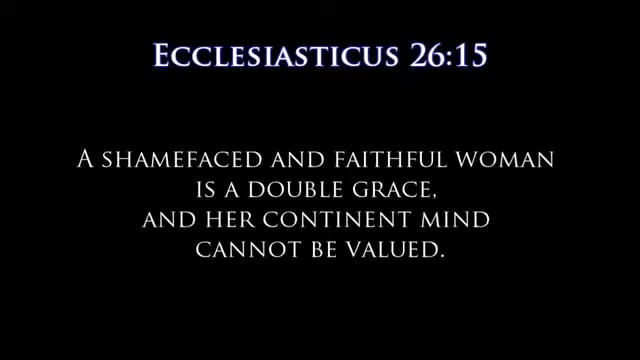 Ecclesiasticus 26:15
A shamefaced and faithful woman
is a double grace,
and her continent mind
cannot be valued.